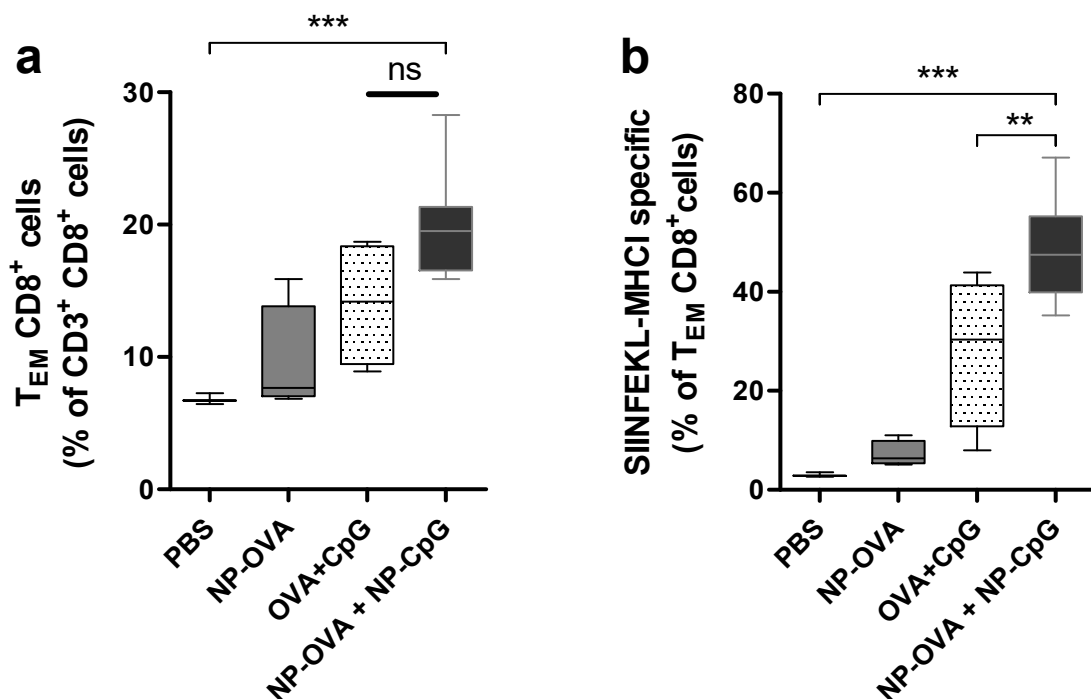 a
***
ns
T_EM CD8⁺ cells
(% of CD3⁺ CD8⁺ cells)
30
20
10
0
PBS
NP-OVA
OVA+CpG
NP-OVA + NP-CpG
b
***
**
SIINFEKL-MHCI specific
(% of T_EM CD8⁺cells)
80
60
40
20
0
PBS
NP-OVA
OVA+CpG
NP-OVA + NP-CpG